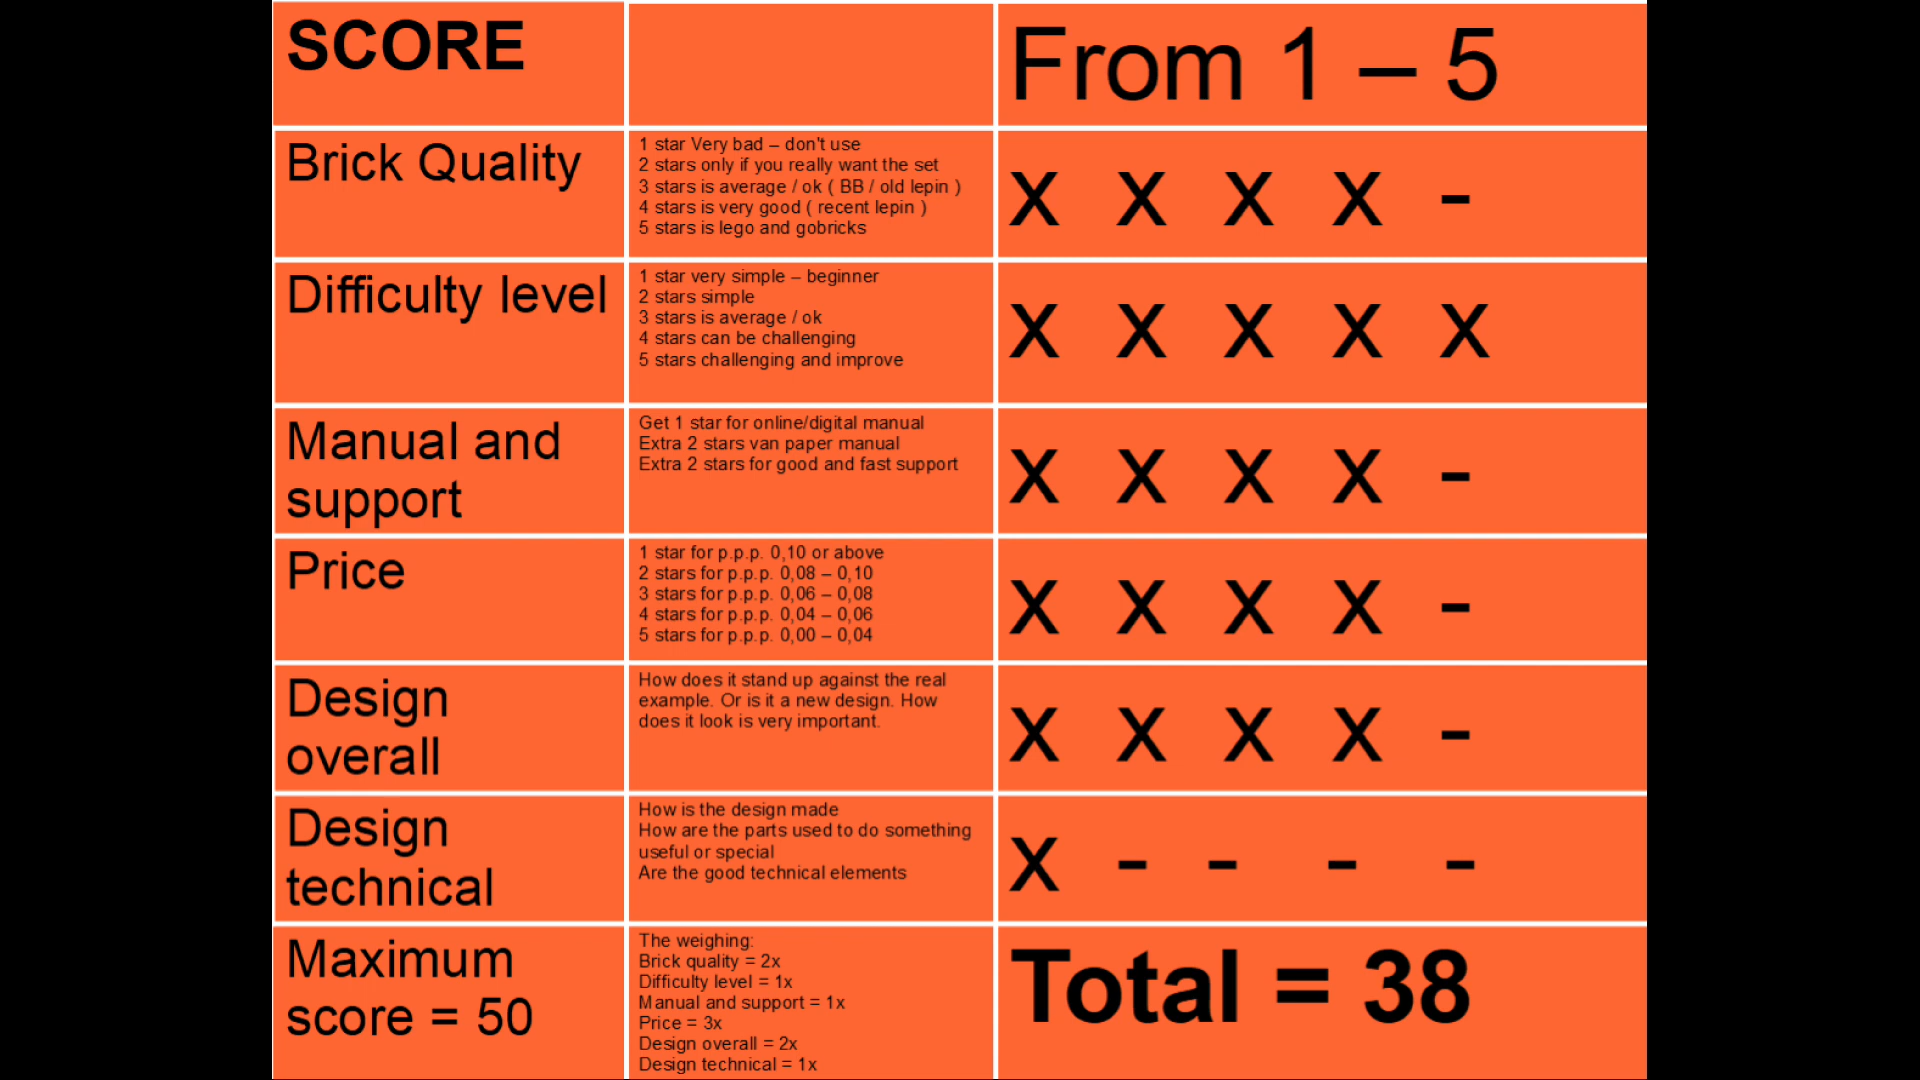 SCORE
From 1 – 5
Brick Quality
1 star Very bad – don't use
2 stars only if you really want the set
3 stars is average / ok ( BB / old lepin )
4 stars is very good ( recent lepin )
5 stars is lego and gobricks
x x x x -
Difficulty level
1 star very simple – beginner
2 stars simple
3 stars is average / ok
4 stars can be challenging
5 stars challenging and improve
x x x x x
Manual and
support
Get 1 star for online/digital manual
Extra 2 stars van paper manual
Extra 2 stars for good and fast support
x x x x -
Price
1 star for p.p.p. 0,10 or above
2 stars for p.p.p. 0,08 – 0,10
3 stars for p.p.p. 0,06 – 0,08
4 stars for p.p.p. 0,04 – 0,06
5 stars for p.p.p. 0,00 – 0,04
x x x x -
Design
overall
How does it stand up against the real
example. Or is it a new design. How
does it look is very important.
x x x x -
Design
technical
How is the design made
How are the parts used to do something
useful or special
Are the good technical elements
x - - - -
Maximum
score = 50
The weighing:
Brick quality = 2x
Difficulty level = 1x
Manual and support = 1x
Price = 3x
Design overall = 2x
Design technical = 1x
Total = 38